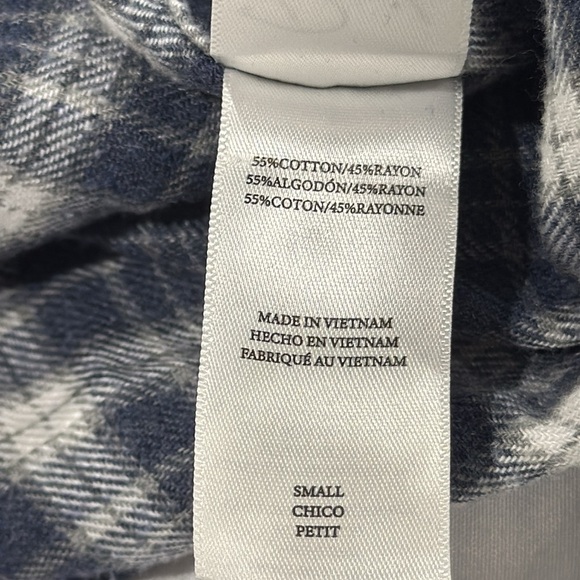 55%COTTON/45%RAYON
55%ALGODÓN/45%RAYON
55%COTON/45%RAYONNE
MADE IN VIETNAM
HECHO EN VIETNAM
FABRIQUÉ AU VIETNAM
SMALL
CHICO
PETIT